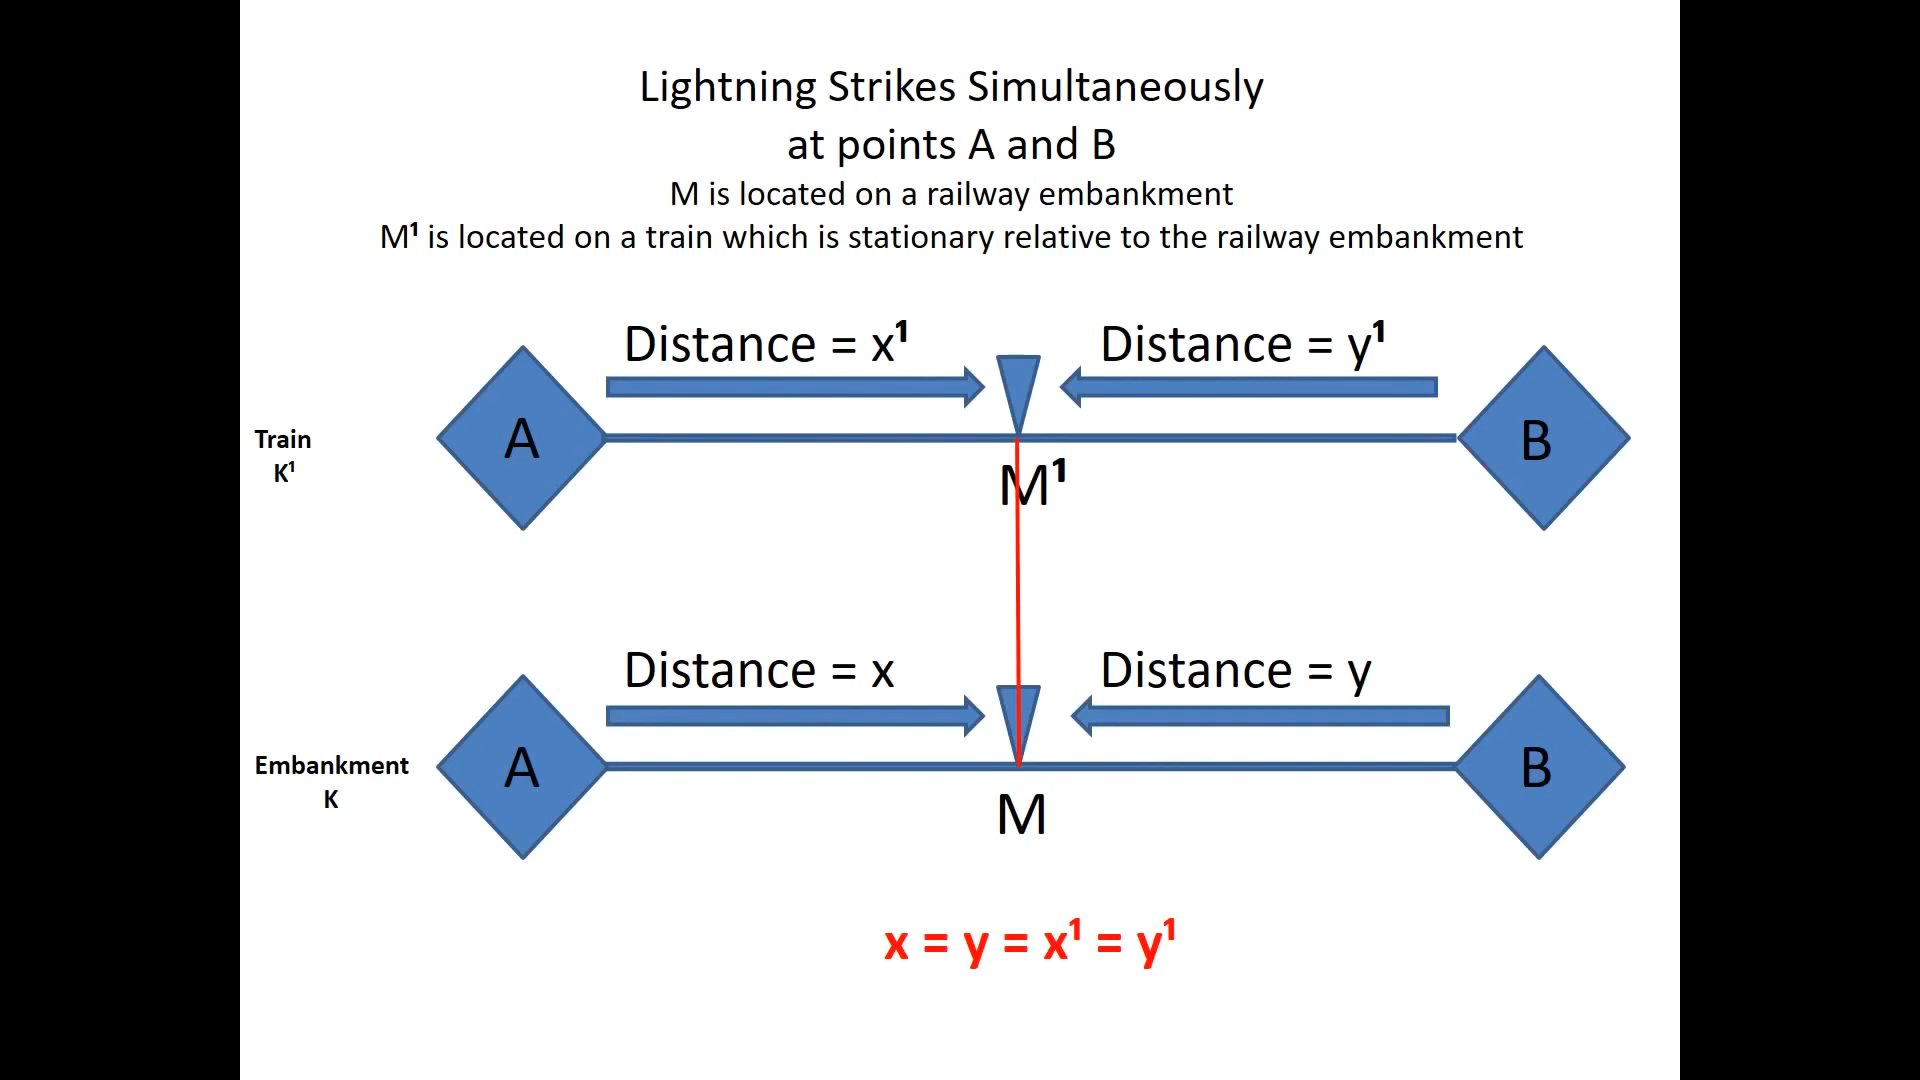 Lightning Strikes Simultaneously
at points A and B
M is located on a railway embankment
M¹ is located on a train which is stationary relative to the railway embankment
Distance = x¹
Distance = y¹
Train
K¹
A
B
M¹
Distance = x
Distance = y
Embankment
K
A
B
M
x = y = x¹ = y¹